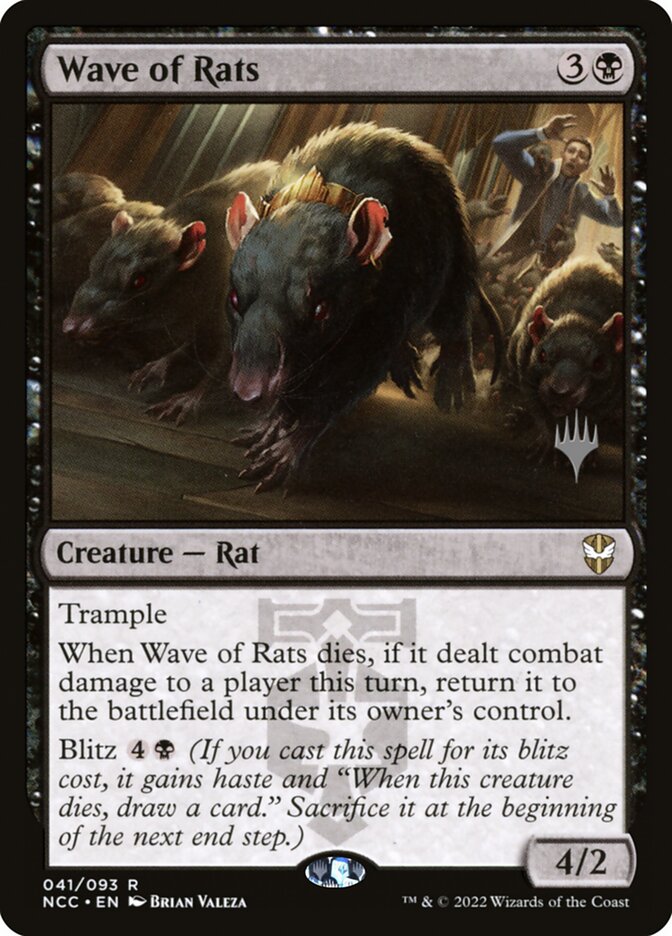 Wave of Rats 3
Creature — Rat
Trample
When Wave of Rats dies, if it dealt combat
damage to a player this turn, return it to
the battlefield under its owner's control.
Blitz 4 (If you cast this spell for its blitz
cost, it gains haste and “When this creature
dies, draw a card.” Sacrifice it at the beginning
of the next end step.)
4/2
041/093 R
NCC • EN Brian Valeza ™ & © 2022 Wizards of the Coast